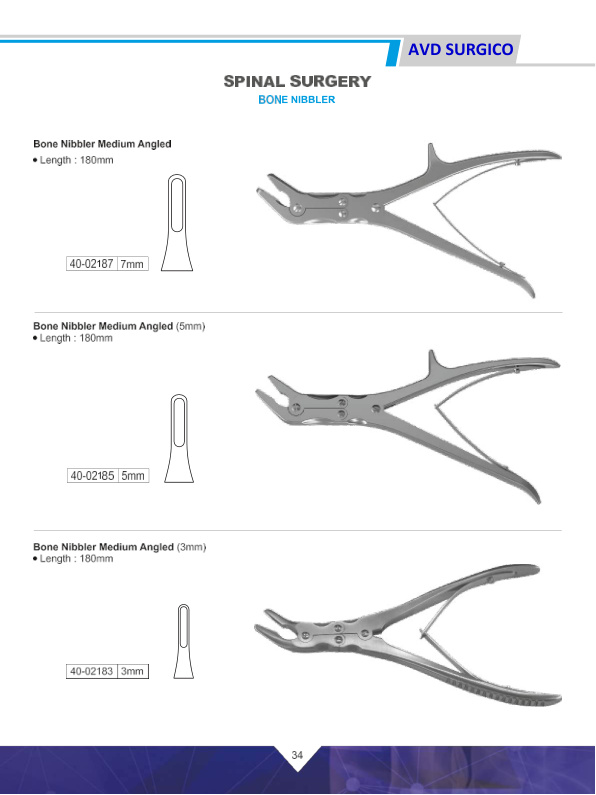 AVD SURGICO
SPINAL SURGERY
BONE NIBBLER
Bone Nibbler Medium Angled
• Length : 180mm
40-02187 7mm
Bone Nibbler Medium Angled (5mm)
• Length : 180mm
40-02185 5mm
Bone Nibbler Medium Angled (3mm)
• Length : 180mm
40-02183 3mm
34